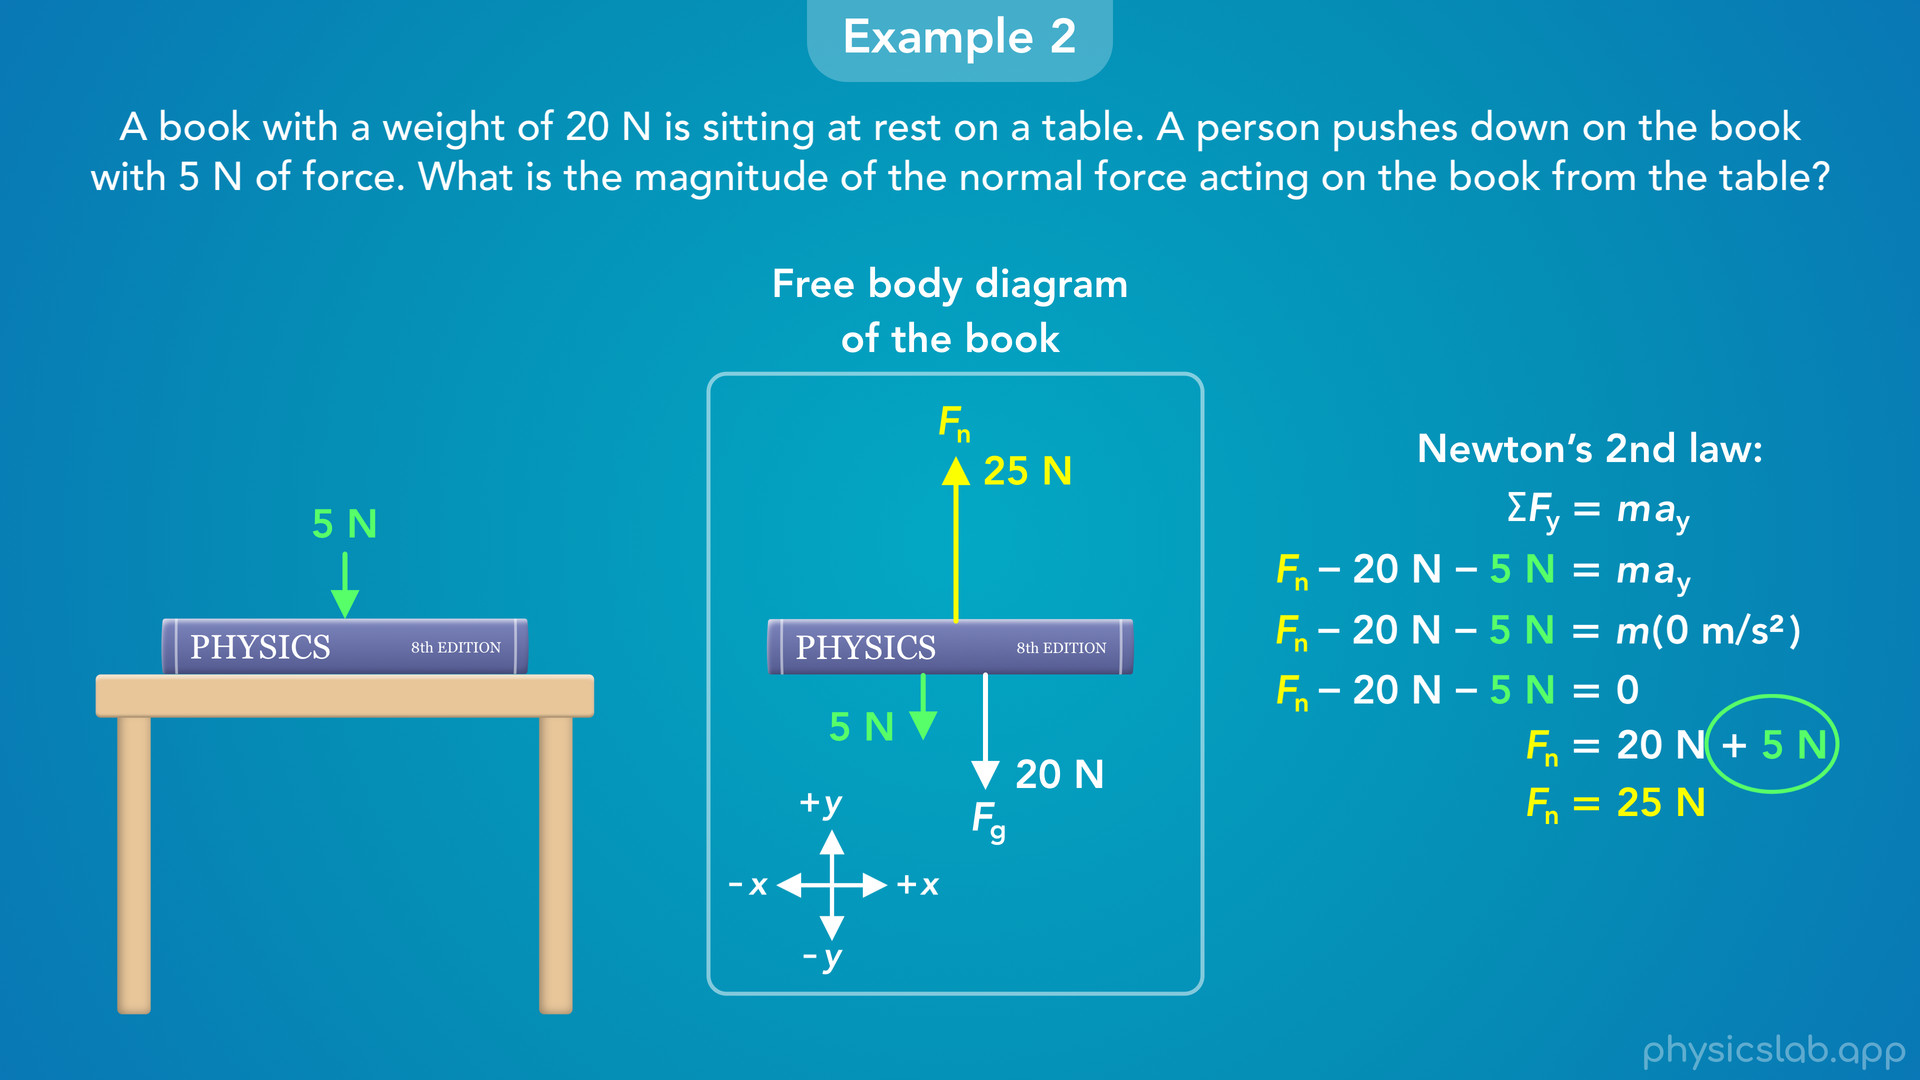 Example 2
A book with a weight of 20 N is sitting at rest on a table. A person pushes down on the book
with 5 N of force. What is the magnitude of the normal force acting on the book from the table?
5 N
PHYSICS 8th EDITION
Free body diagram
of the book
Fn
25 N
PHYSICS 8th EDITION
5 N
20 N
Fg
+y
−x +x
−y
Newton’s 2nd law:
ΣFy = may
Fn − 20 N − 5 N = may
Fn − 20 N − 5 N = m(0 m/s²)
Fn − 20 N − 5 N = 0
Fn = 20 N + 5 N
Fn = 25 N
physicslab.app